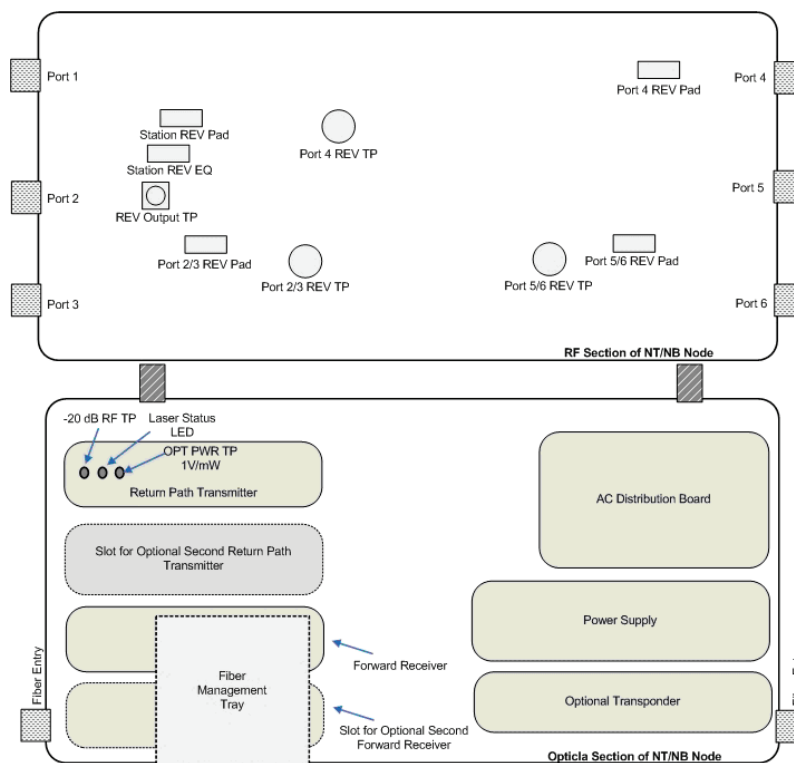 Port 1
Port 4
Port 4 REV Pad
Station REV Pad
Port 4 REV TP
Station REV EQ
Port 2
Port 5
REV Output TP
Port 2/3 REV Pad
Port 5/6 REV Pad
Port 2/3 REV TP
Port 5/6 REV TP
Port 3
Port 6
RF Section of NT/NB Node
-20 dB RF TP
Laser Status
LED
OPT PWR TP
1V/mW
Return Path Transmitter
AC Distribution Board
Slot for Optional Second Return Path
Transmitter
Power Supply
Forward Receiver
Fiber
Management
Tray
Fiber Entry
Optional Transponder
Slot for Optional Second
Forward Receiver
Opticla Section of NT/NB Node